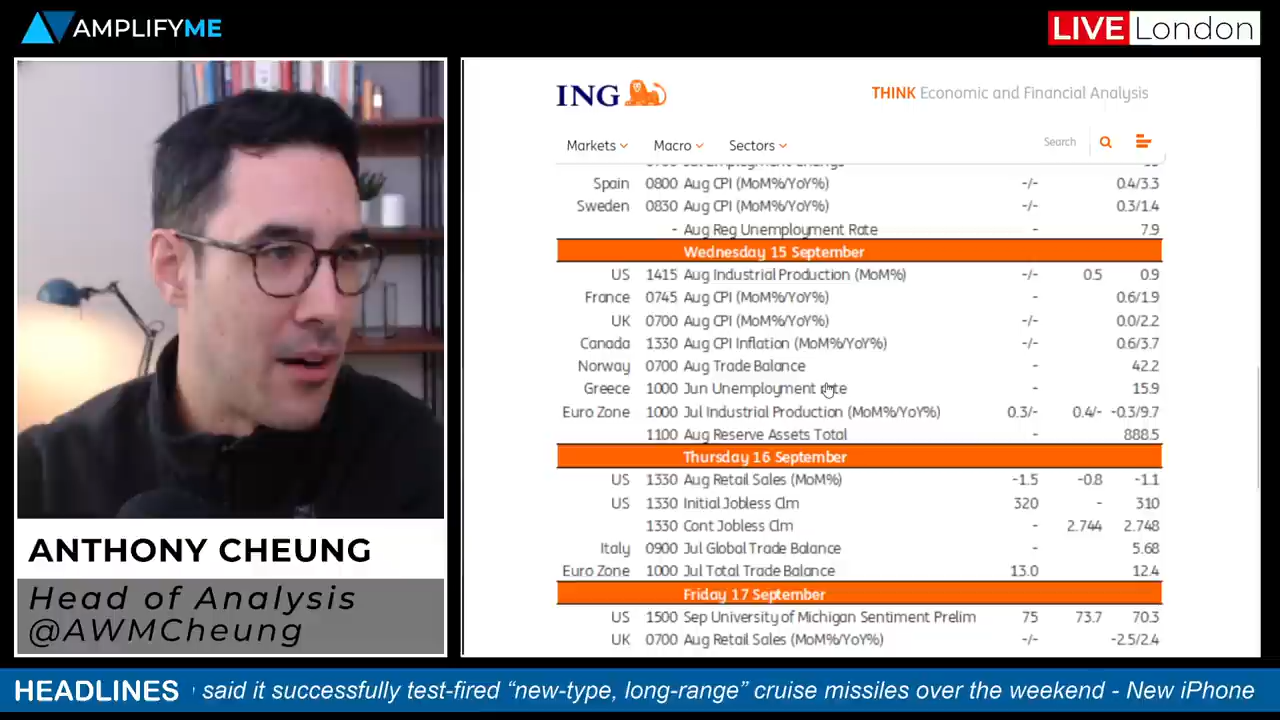 AMPLIFYME
LIVE London
ING
THINK Economic and Financial Analysis
Markets Macro Sectors Search
Spain 0800 Aug CPI (MoM%/YoY%) -/- 0.4/3.3
Sweden 0830 Aug CPI (MoM%/YoY%) -/- 0.3/1.4
- Aug Reg Unemployment Rate - 7.9
Wednesday 15 September
US 1415 Aug Industrial Production (MoM%) -/- 0.5 0.9
France 0745 Aug CPI (MoM%/YoY%) - 0.6/1.9
UK 0700 Aug CPI (MoM%/YoY%) -/- 0.0/2.2
Canada 1330 Aug CPI Inflation (MoM%/YoY%) -/- 0.6/3.7
Norway 0700 Aug Trade Balance - 42.2
Greece 1000 Jun Unemployment rate - 15.9
Euro Zone 1000 Jul Industrial Production (MoM%/YoY%) 0.3/- 0.4/- -0.3/9.7
1100 Aug Reserve Assets Total - 888.5
Thursday 16 September
US 1330 Aug Retail Sales (MoM%) -1.5 -0.8 -1.1
US 1330 Initial Jobless Clm 320 - 310
1330 Cont Jobless Clm - 2.744 2.748
Italy 0900 Jul Global Trade Balance - 5.68
Euro Zone 1000 Jul Total Trade Balance 13.0 12.4
Friday 17 September
US 1500 Sep University of Michigan Sentiment Prelim 75 73.7 70.3
UK 0700 Aug Retail Sales (MoM%/YoY%) -/- -2.5/2.4
ANTHONY CHEUNG
Head of Analysis
@AWMCheung
HEADLINES said it successfully test-fired “new-type, long-range” cruise missiles over the weekend - New iPhone